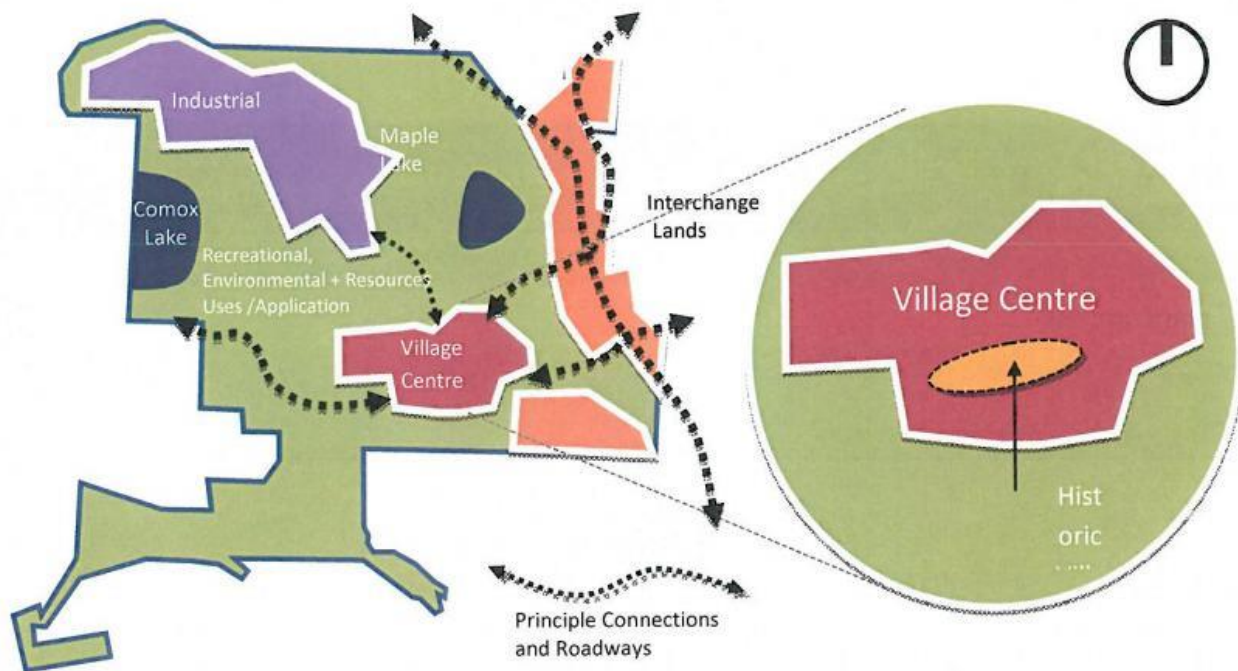 Industrial
Maple
Lake
Comox
Lake
Recreational,
Environmental + Resources
Uses /Application
Interchange
Lands
Village
Centre
Village Centre
Hist
oric
Principle Connections
and Roadways